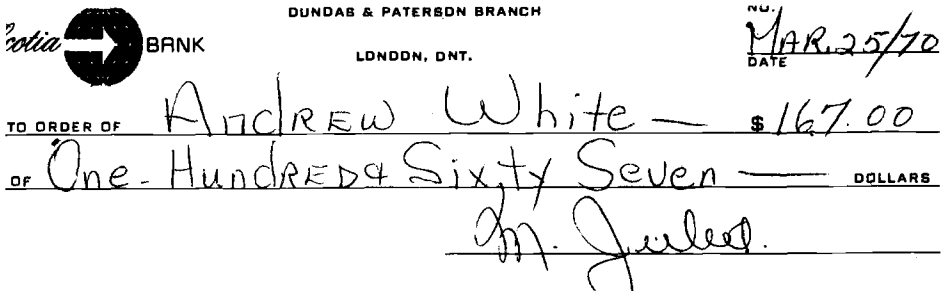 DUNDAS & PATERSON BRANCH
Scotia BANK
LONDON, ONT.
NO.
MAR. 25/70
DATE
TO ORDER OF Andrew White — $ 167.00
OF One Hundred & Sixty Seven — DOLLARS
M.